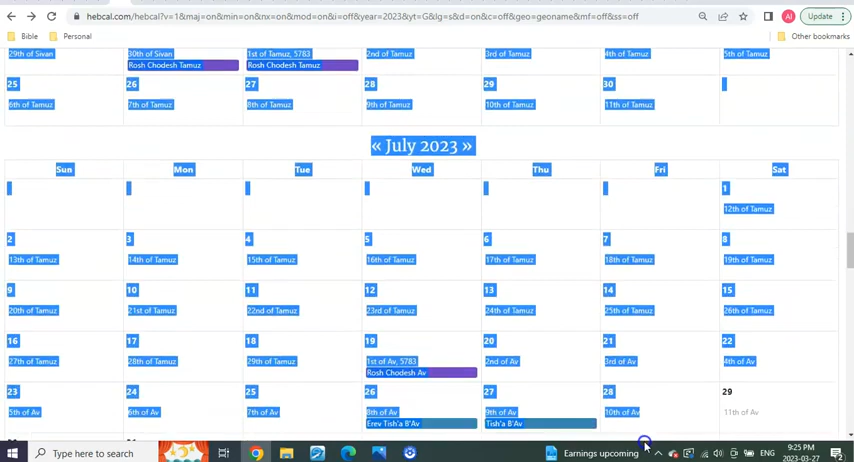 hebcal.com/hebcal?v=1&maj=on&min=on&nx=on&mod=on&i=off&year=2023&yt=G&lg=s&d=on&c=off&geo=geoname&mf=off&ss=off
AI
Update
Bible Personal Other bookmarks
29th of Sivan 30th of Sivan 1st of Tamuz, 5783 2nd of Tamuz 3rd of Tamuz 4th of Tamuz 5th of Tamuz
Rosh Chodesh Tamuz Rosh Chodesh Tamuz
25 26 27 28 29 30
6th of Tamuz 7th of Tamuz 8th of Tamuz 9th of Tamuz 10th of Tamuz 11th of Tamuz
« July 2023 »
Sun Mon Tue Wed Thu Fri Sat
1
12th of Tamuz
2 3 4 5 6 7 8
13th of Tamuz 14th of Tamuz 15th of Tamuz 16th of Tamuz 17th of Tamuz 18th of Tamuz 19th of Tamuz
9 10 11 12 13 14 15
20th of Tamuz 21st of Tamuz 22nd of Tamuz 23rd of Tamuz 24th of Tamuz 25th of Tamuz 26th of Tamuz
16 17 18 19 20 21 22
27th of Tamuz 28th of Tamuz 29th of Tamuz 1st of Av, 5783 2nd of Av 3rd of Av 4th of Av
Rosh Chodesh Av
23 24 25 26 27 28 29
5th of Av 6th of Av 7th of Av 8th of Av 9th of Av 10th of Av 11th of Av
Erev Tish'a B'Av Tish'a B'Av
Type here to search
Earnings upcoming
ENG
9:25 PM
2023-03-27
2